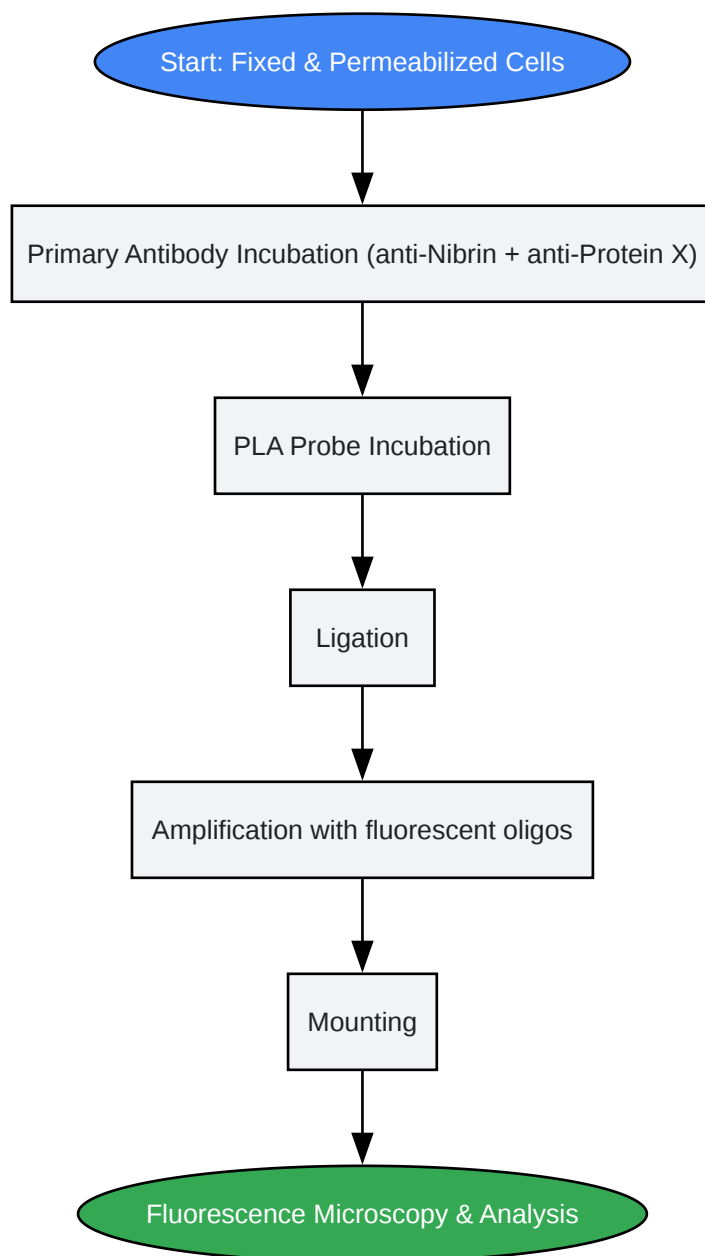 Start: Fixed & Permeabilized Cells
Primary Antibody Incubation (anti-Nibrin + anti-Protein X)
PLA Probe Incubation
Ligation
Amplification with fluorescent oligos
Mounting
Fluorescence Microscopy & Analysis